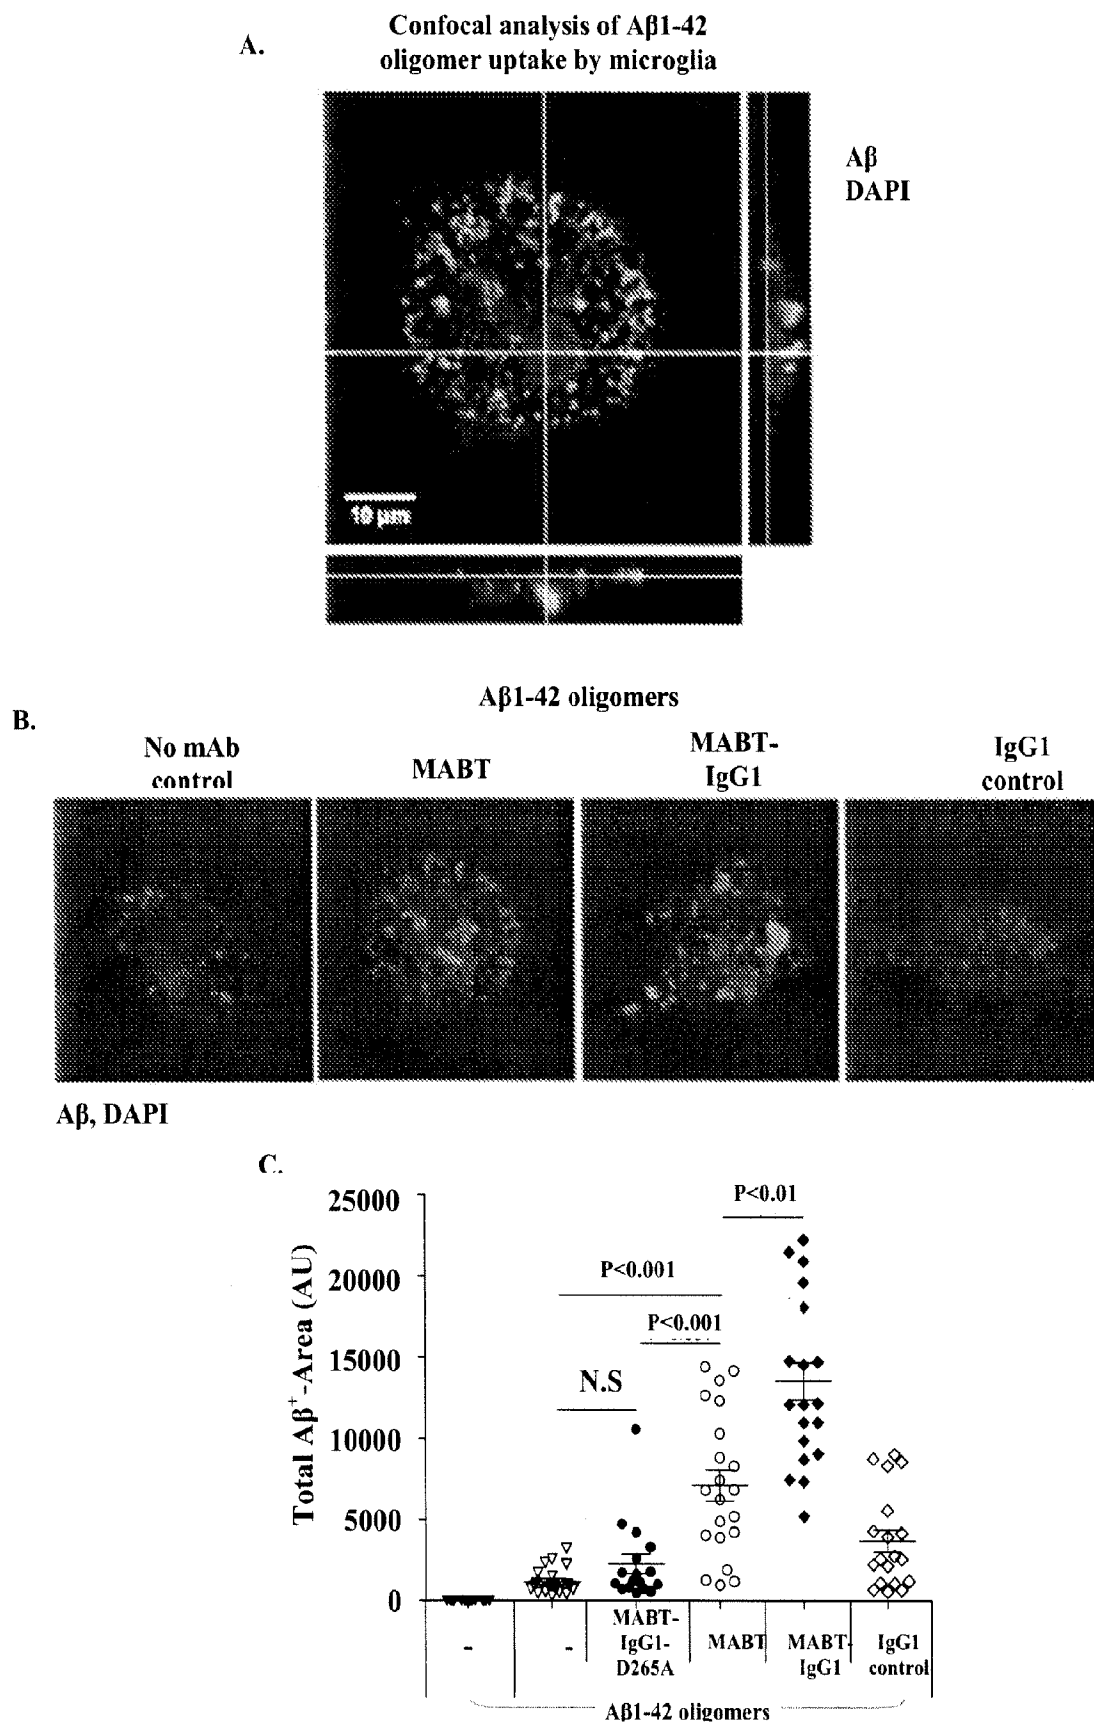 A.
Confocal analysis of Aβ1-42
oligomer uptake by microglia
Aβ
DAPI
10 μm
Aβ1-42 oligomers
B.
No mAb
control
MABT
MABT-
IgG1
IgG1
control
Aβ, DAPI
C.
Total Aβ⁺-Area (AU)
25000
20000
15000
10000
5000
0
P<0.01
P<0.001
P<0.001
N.S
-
-
MABT-
IgG1-
D265A
MABT
MABT-
IgG1
IgG1
control
Aβ1-42 oligomers